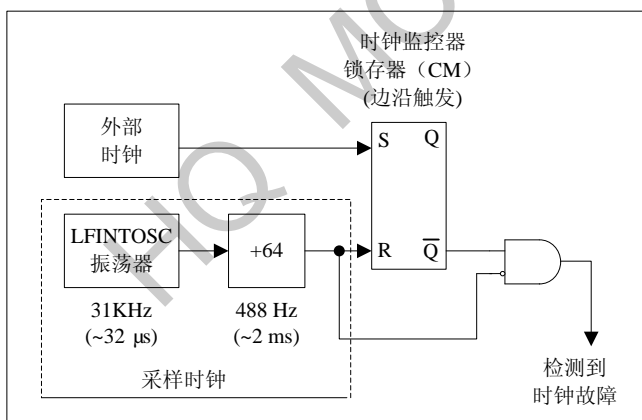 时钟监控器
锁存器（CM）
(边沿触发)
外部
时钟
S
Q
LFINTOSC
振荡器
+64
R
Q
31KHz
(~32 µs)
488 Hz
(~2 ms)
采样时钟
检测到
时钟故障
HQ MO